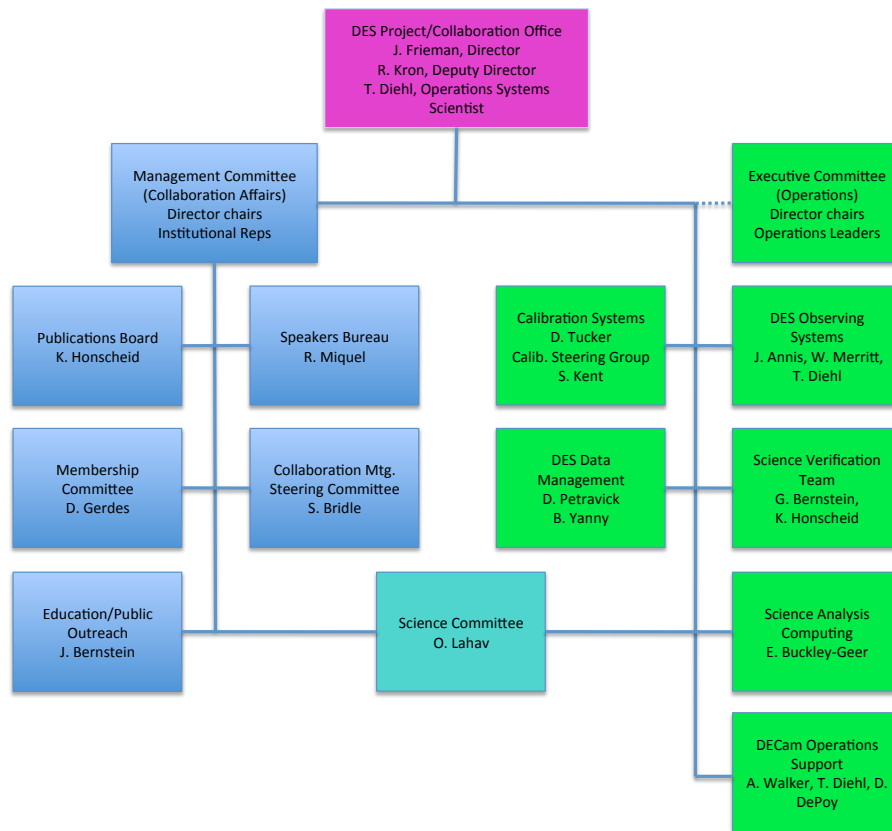 DES Project/Collaboration Office
J. Frieman, Director
R. Kron, Deputy Director
T. Diehl, Operations Systems
Scientist
Management Committee
(Collaboration Affairs)
Director chairs
Institutional Reps
Executive Committee
(Operations)
Director chairs
Operations Leaders
Publications Board
K. Honscheid
Speakers Bureau
R. Miquel
Calibration Systems
D. Tucker
Calib. Steering Group
S. Kent
DES Observing
Systems
J. Annis, W. Merritt,
T. Diehl
Membership
Committee
D. Gerdes
Collaboration Mtg.
Steering Committee
S. Bridle
DES Data
Management
D. Petravick
B. Yanny
Science Verification
Team
G. Bernstein,
K. Honscheid
Education/Public
Outreach
J. Bernstein
Science Committee
O. Lahav
Science Analysis
Computing
E. Buckley-Geer
DECam Operations
Support
A. Walker, T. Diehl, D.
DePoy